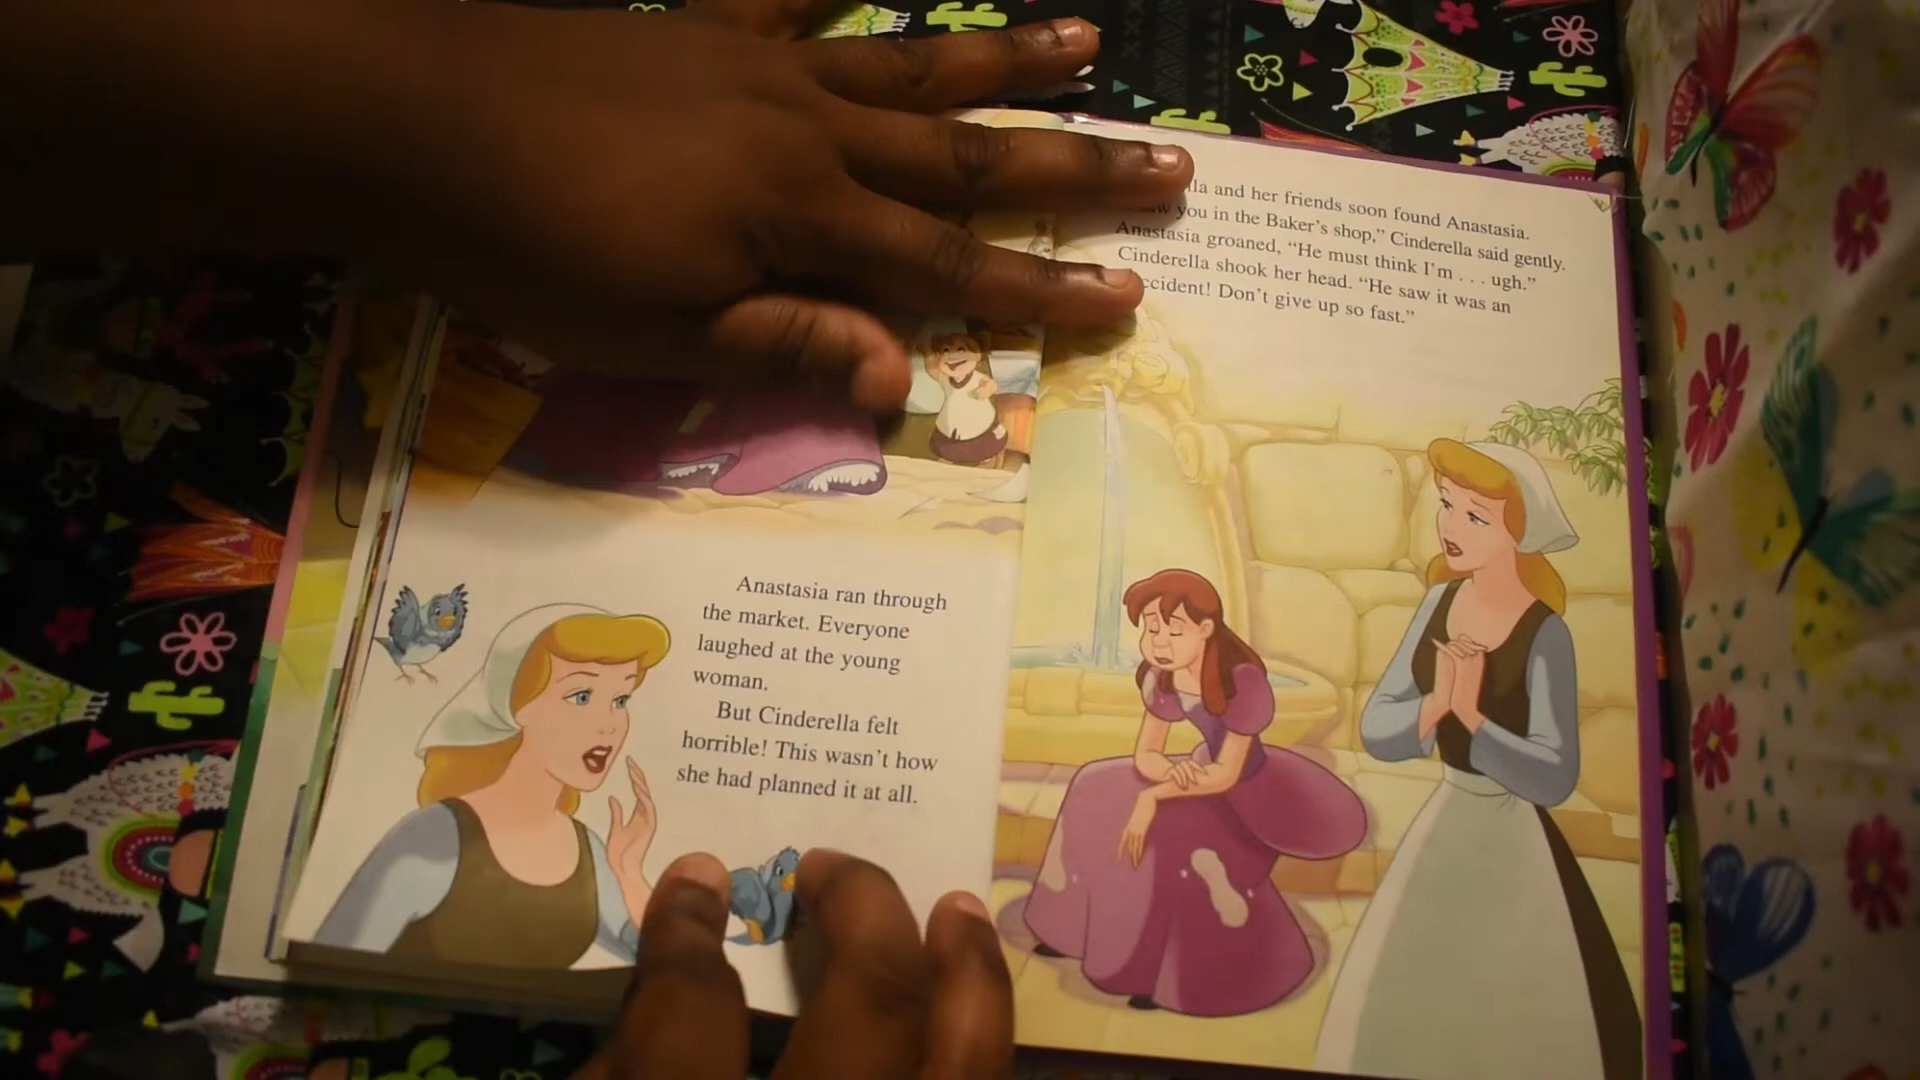 Anastasia ran through
the market. Everyone
laughed at the young
woman.
But Cinderella felt
horrible! This wasn't how
she had planned it at all.
and her friends soon found Anastasia.
you in the Baker's shop,” Cinderella said gently.
Anastasia groaned, “He must think I'm . . . ugh.”
Cinderella shook her head. “He saw it was an
Don't give up so fast.”